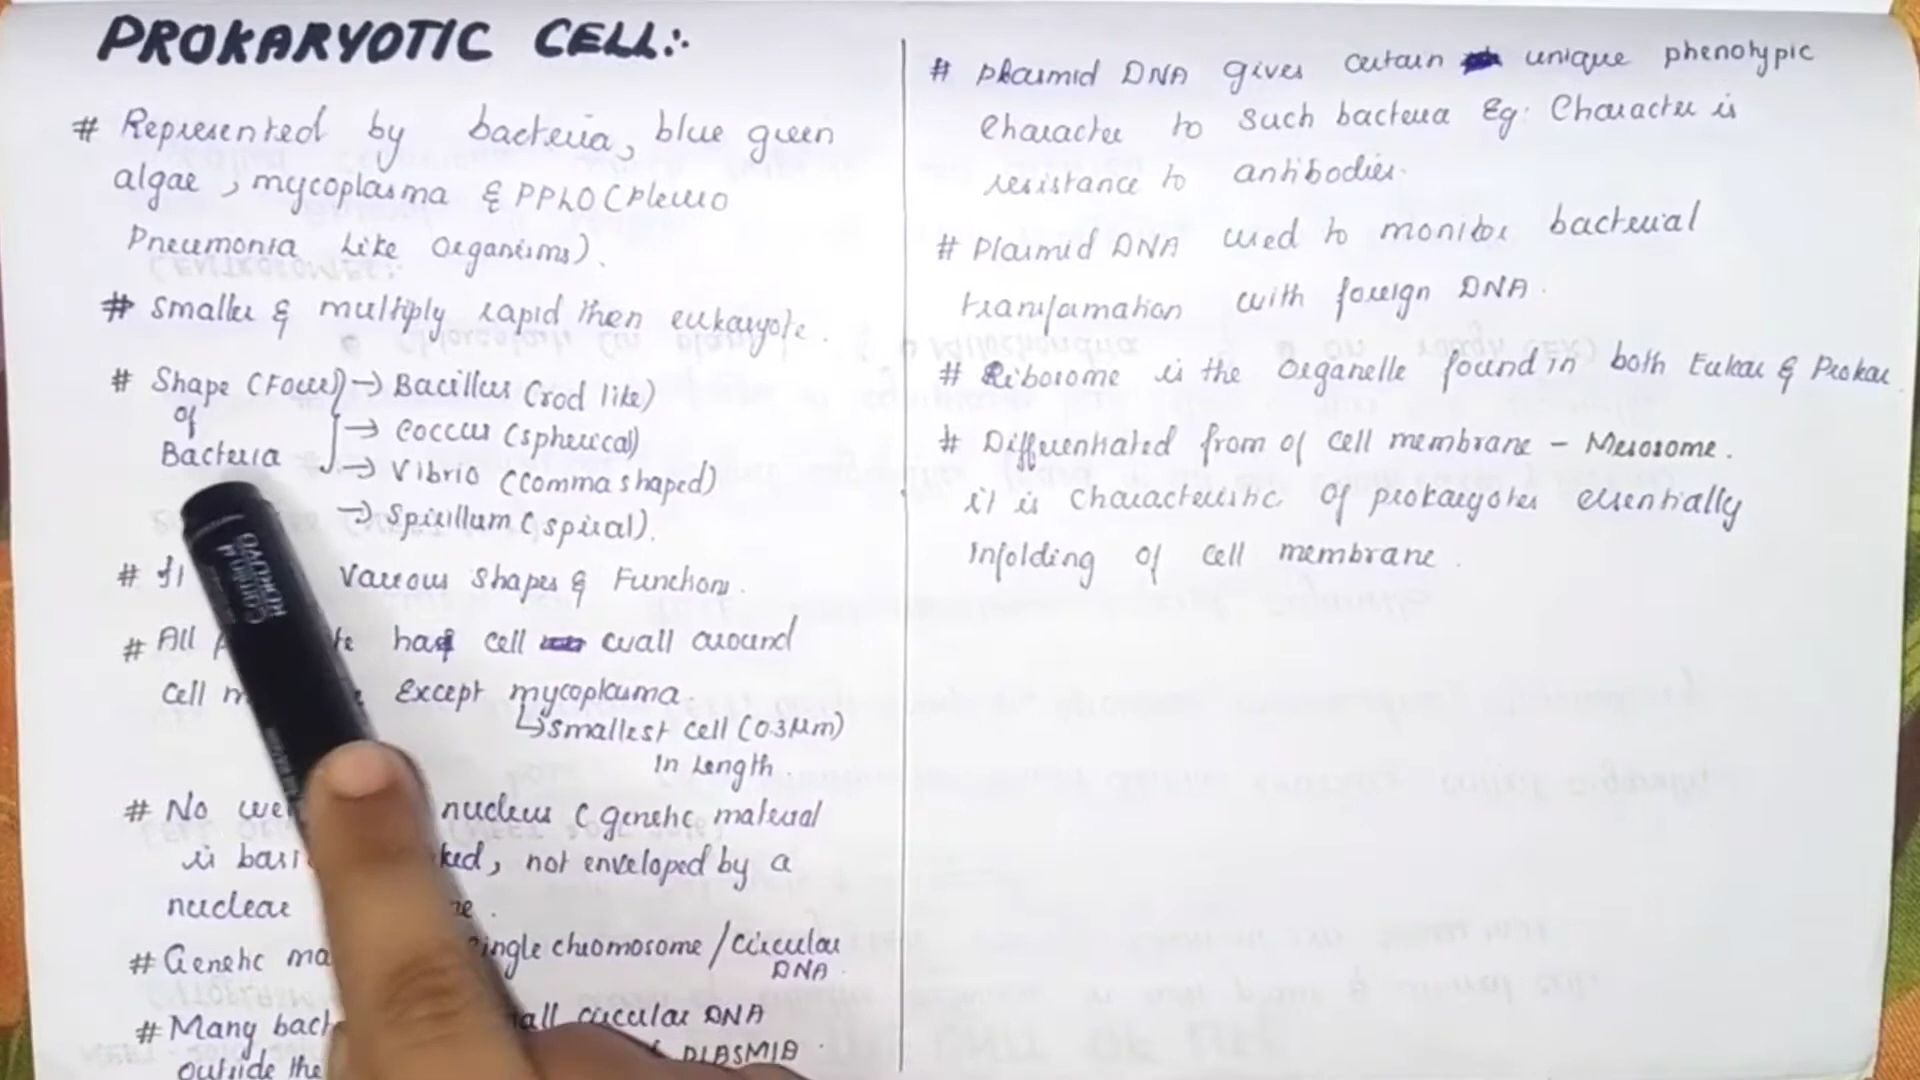 PROKARYOTIC CELL:-
# Represented by bacteria, blue green
algae, mycoplasma & PPLO (Pleuro
Pneumonia Like Organisms).
# Smaller & multiply rapid then eukaryote.
# Shape (Four) → Bacillus (rod like)
of → Coccus (spherical)
Bacteria → Vibrio (comma shaped)
→ Spirillum (spiral).
# Various Shapes & Functions.
# All has cell wall around
cell Except mycoplasma.
↳ Smallest cell (0.3µm)
In Length.
# No nucleus (genetic material
is not enveloped by a
nuclear
# Genetic single chromosome / Circular
DNA.
# Many circular DNA
outside the PLASMID.
# plasmid DNA gives certain unique phenotypic
Character to Such bacteria Eg: Character is
resistance to antibodies.
# Plasmid DNA used to monitor bacterial
transformation with foreign DNA.
# Ribosome is the Organelle found in both Eukar & Prokar
# Differentiated from of cell membrane - Mesosome.
it is Characteristic of prokaryotes essentially
Infolding of cell membrane.